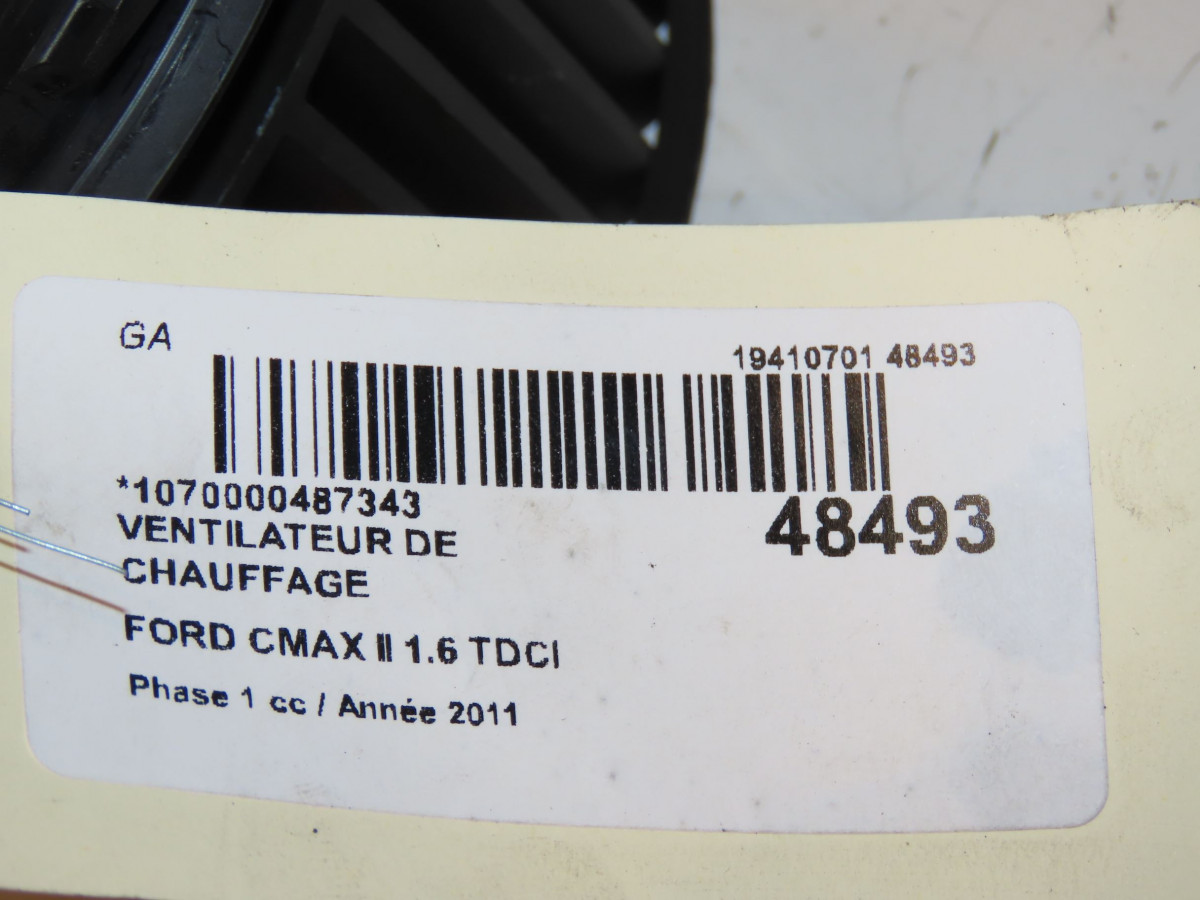 GA
19410701 48493
*1070000487343
48493
VENTILATEUR DE
CHAUFFAGE
FORD CMAX II 1.6 TDCI
Phase 1 cc / Année 2011